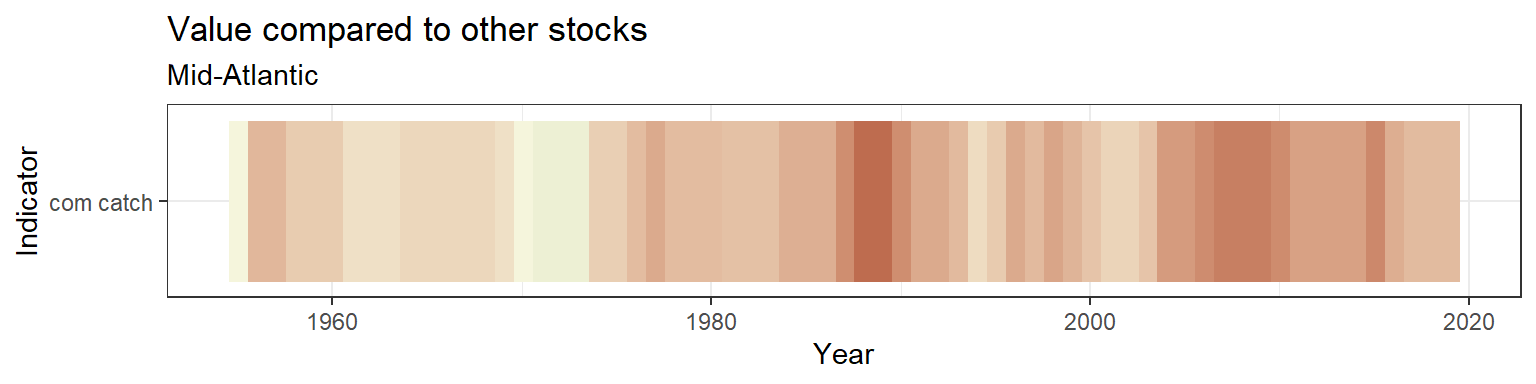 Value compared to other stocks
Mid-Atlantic
Indicator
com catch
1960 1980 2000 2020
Year